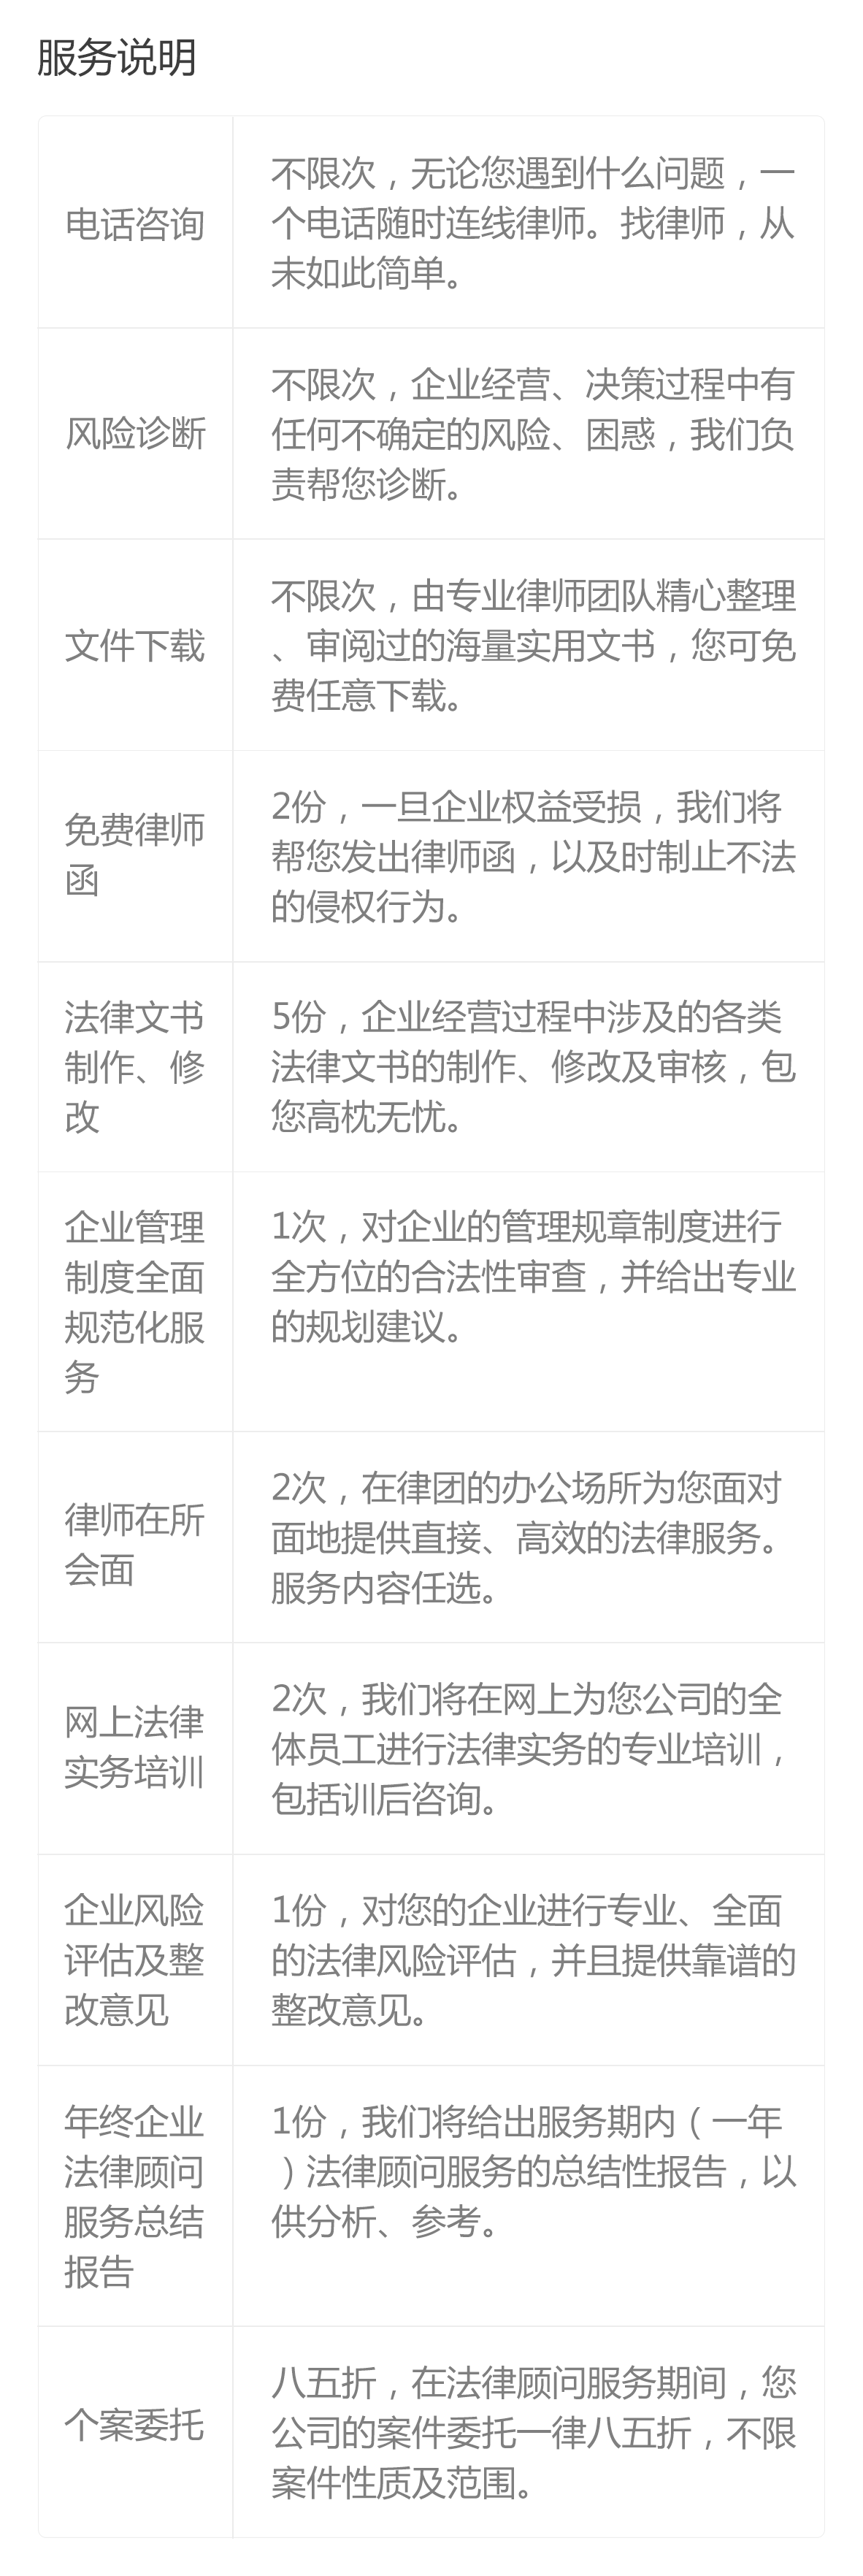 服务说明
电话咨询
不限次，无论您遇到什么问题，一
个电话随时连线律师。找律师，从
未如此简单。
风险诊断
不限次，企业经营、决策过程中有
任何不确定的风险、困惑，我们负
责帮您诊断。
文件下载
不限次，由专业律师团队精心整理
、审阅过的海量实用文书，您可免
费任意下载。
免费律师
函
2份，一旦企业权益受损，我们将
帮您发出律师函，以及时制止不法
的侵权行为。
法律文书
制作、修
改
5份，企业经营过程中涉及的各类
法律文书的制作、修改及审核，包
您高枕无忧。
企业管理
制度全面
规范化服
务
1次，对企业的管理规章制度进行
全方位的合法性审查，并给出专业
的规划建议。
律师在所
会面
2次，在律团的办公场所为您面对
面地提供直接、高效的法律服务。
服务内容任选。
网上法律
实务培训
2次，我们将在网上为您公司的全
体员工进行法律实务的专业培训，
包括训后咨询。
企业风险
评估及整
改意见
1份，对您的企业进行专业、全面
的法律风险评估，并且提供靠谱的
整改意见。
年终企业
法律顾问
服务总结
报告
1份，我们将给出服务期内（一年
）法律顾问服务的总结性报告，以
供分析、参考。
个案委托
八五折，在法律顾问服务期间，您
公司的案件委托一律八五折，不限
案件性质及范围。